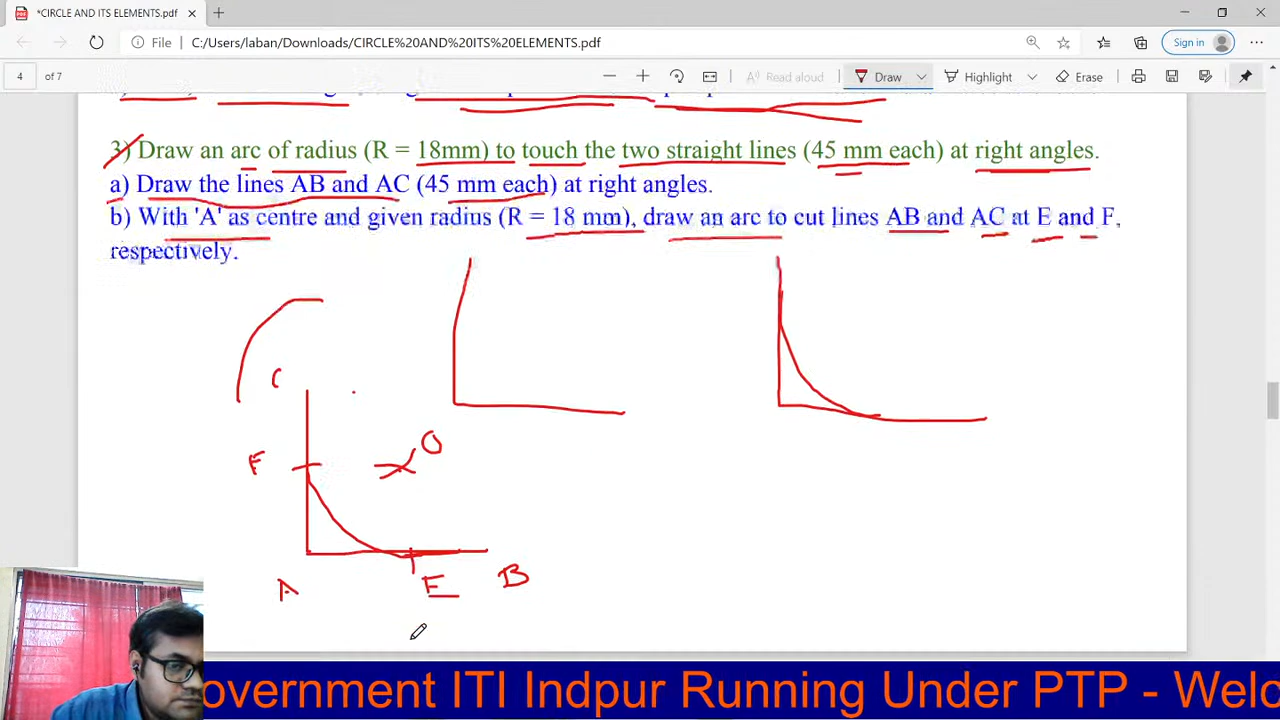 *CIRCLE AND ITS ELEMENTS.pdf
File C:/Users/laban/Downloads/CIRCLE%20AND%20ITS%20ELEMENTS.pdf Sign in
4 of 7 Read aloud Draw Highlight Erase
3) Draw an arc of radius (R = 18mm) to touch the two straight lines (45 mm each) at right angles.
a) Draw the lines AB and AC (45 mm each) at right angles.
b) With 'A' as centre and given radius (R = 18 mm), draw an arc to cut lines AB and AC at E and F,
respectively.
C
F O
A E B
overnment ITI Indpur Running Under PTP - Welc